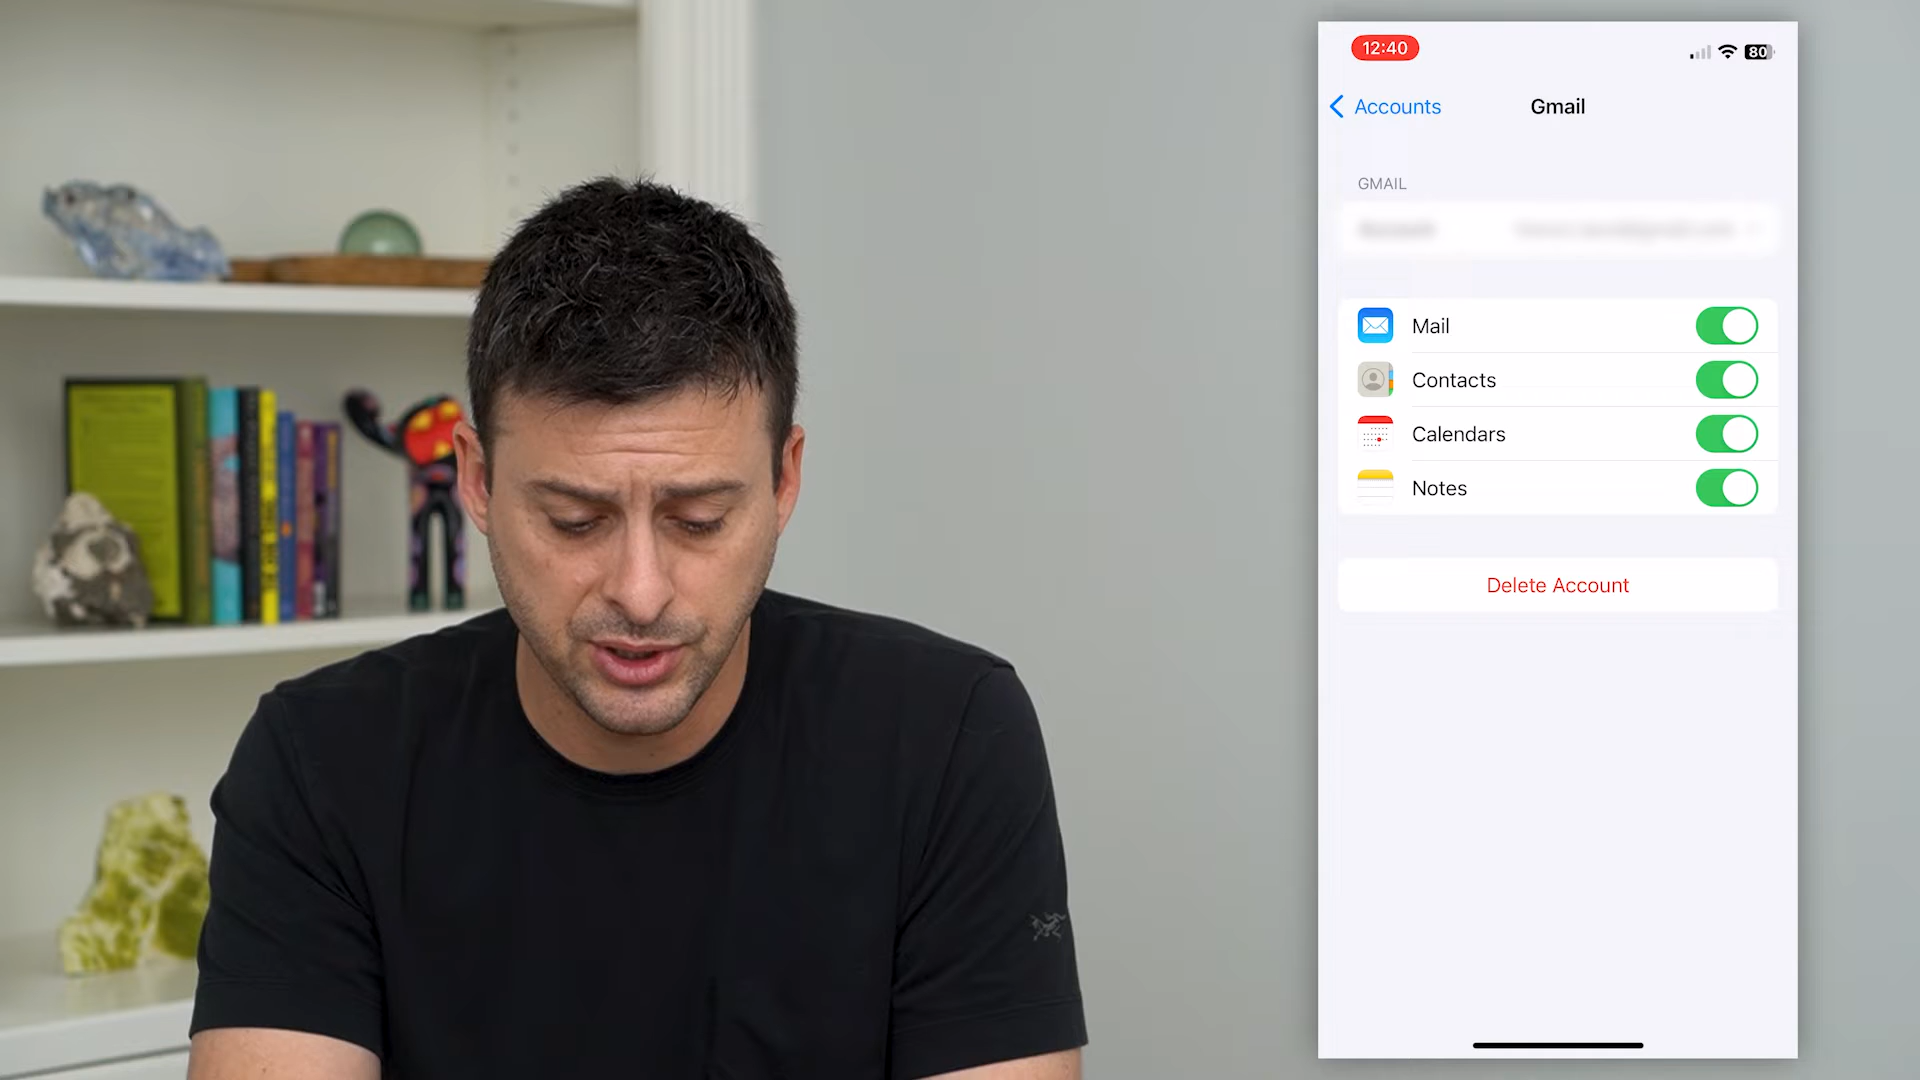 12:40
80
Accounts
Gmail
GMAIL
Mail
Contacts
Calendars
Notes
Delete Account